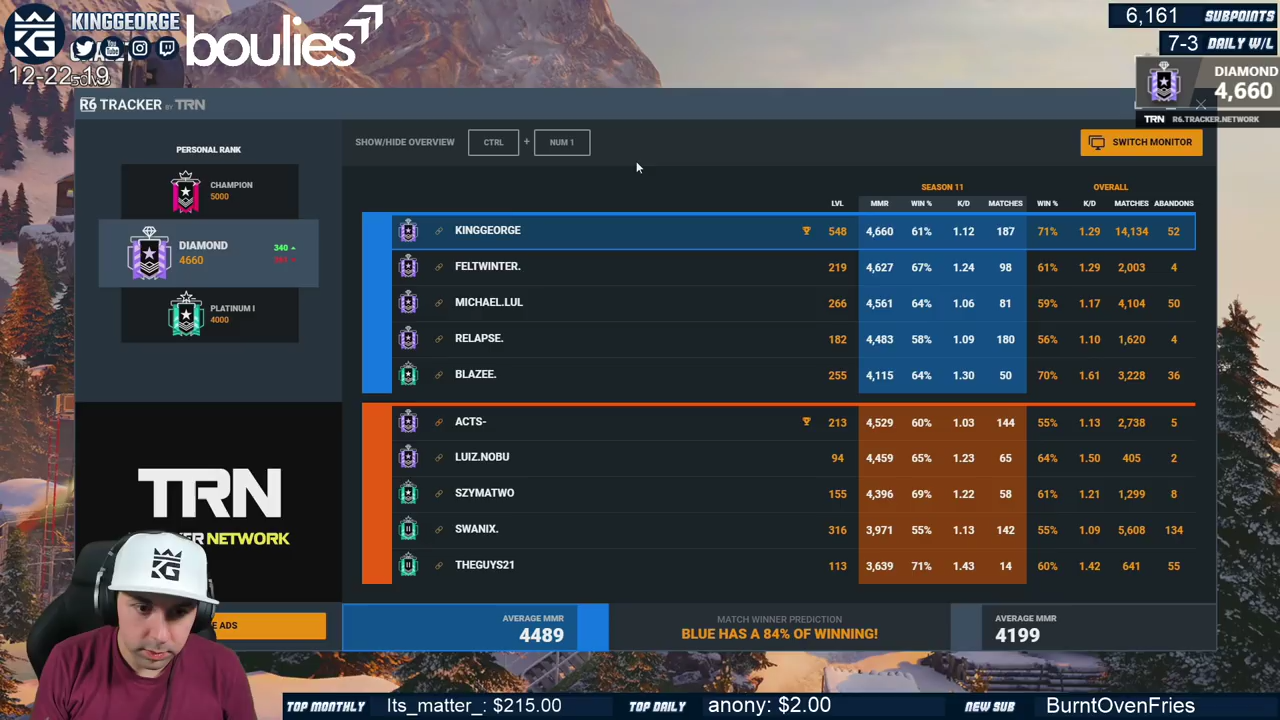 KINGGEORGE
boulies
12-22-19
6,161 SUBPOINTS
7-3 DAILY W/L
DIAMOND
4,660
TRN R6.TRACKER.NETWORK
R6 TRACKER BY TRN
SHOW/HIDE OVERVIEW CTRL + NUM 1
SWITCH MONITOR
PERSONAL RANK
CHAMPION
5000
DIAMOND
4660
340
PLATINUM I
4000
SEASON 11 OVERALL
LVL MMR WIN % K/D MATCHES WIN % K/D MATCHES ABANDONS
KINGGEORGE 548 4,660 61% 1.12 187 71% 1.29 14,134 52
FELTWINTER. 219 4,627 67% 1.24 98 61% 1.29 2,003 4
MICHAEL.LUL 266 4,561 64% 1.06 81 59% 1.17 4,104 50
RELAPSE. 182 4,483 58% 1.09 180 56% 1.10 1,620 4
BLAZEE. 255 4,115 64% 1.30 50 70% 1.61 3,228 36
ACTS- 213 4,529 60% 1.03 144 55% 1.13 2,738 5
LUIZ.NOBU 94 4,459 65% 1.23 65 64% 1.50 405 2
SZYMATWO 155 4,396 69% 1.22 58 61% 1.21 1,299 8
SWANIX. 316 3,971 55% 1.13 142 55% 1.09 5,608 134
THEGUYS21 113 3,639 71% 1.43 14 60% 1.42 641 55
TRN
NETWORK
KG
ADS
AVERAGE MMR
4489
MATCH WINNER PREDICTION
BLUE HAS A 84% OF WINNING!
AVERAGE MMR
4199
TOP MONTHLY Its_matter_: $215.00 TOP DAILY anony: $2.00 NEW SUB BurntOvenFries